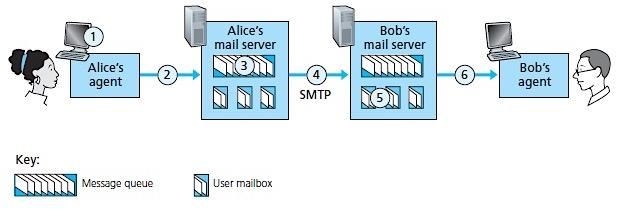 1
Alice's
agent
2
Alice's
mail server
3
4
SMTP
Bob's
mail server
5
6
Bob's
agent
Key:
Message queue
User mailbox